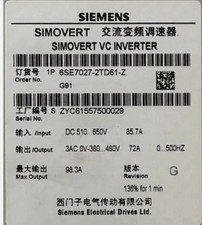 SIEMENS
SIMOVERT 交流变频调速器
SIMOVERT VC INVERTER
订货号 1P 6SE7027-2TD61-Z
Order No.
G91
工厂号 S ZYC61557500029
Serial No.
输入 DC 510. 650V 85.7A
Input
输出 3AC 0V.380-480V 72A 0...500HZ
Output
最大输出 98.3A 版本 G
Max.Output Revision
136% for 1 min
西门子电气传动有限公司
Siemens Electrical Drives Ltd.